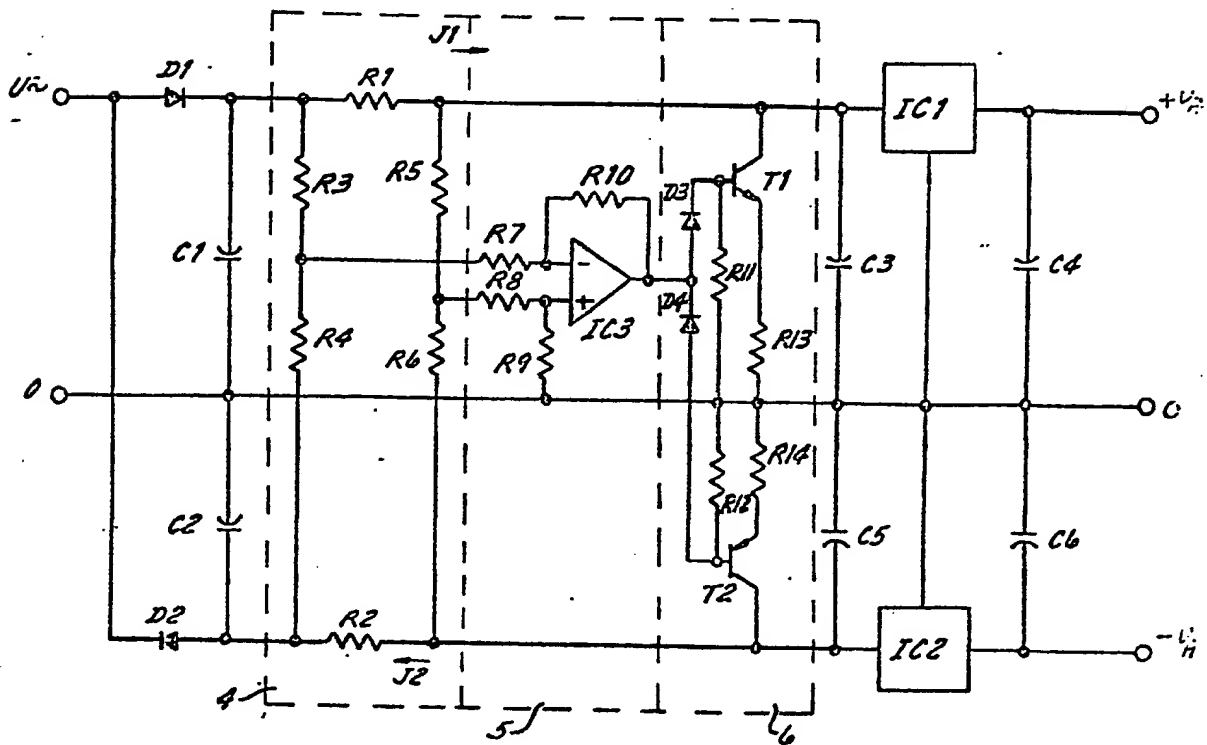 J1
D1
R1
U~
IC1
R3
R5
R10
D3
T1
C1
R7
R8
R11
C3
C4
-
+
IC3
D4
R4
R6
R9
R13
0
0
R14
R12
C2
C5
C6
T2
D2
R2
J2
IC2
4
5
6